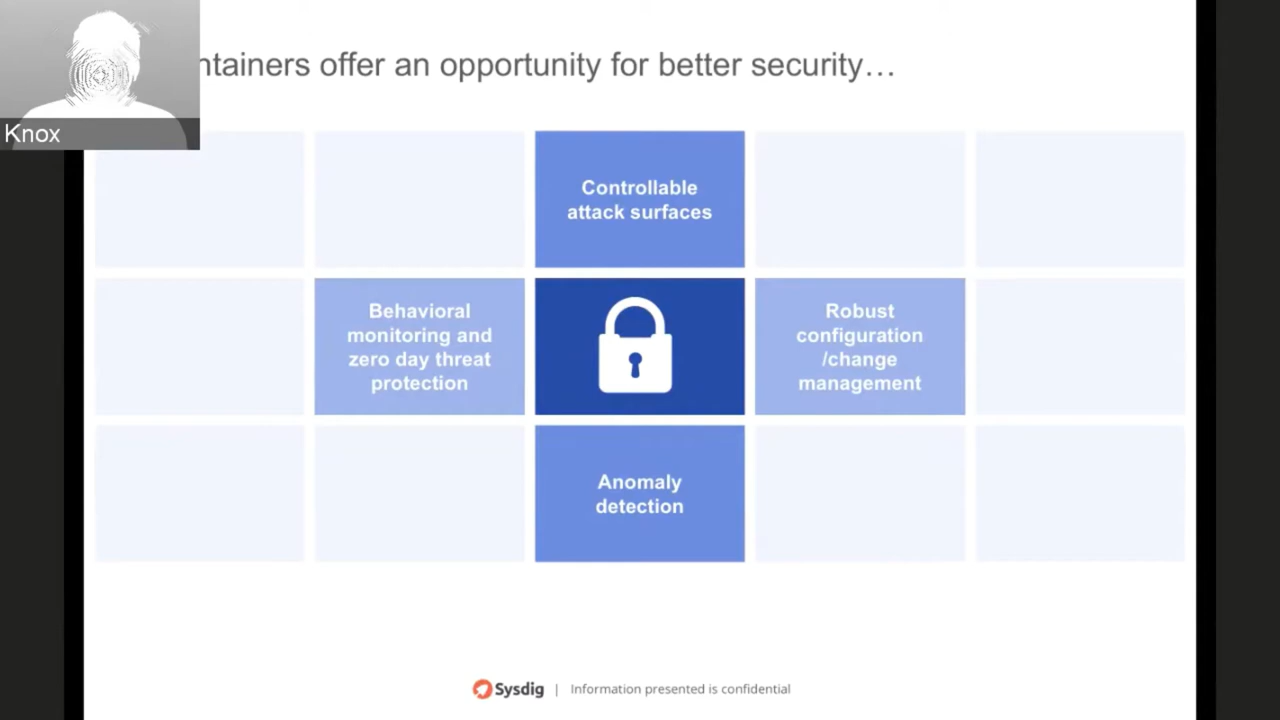 ntainers offer an opportunity for better security…
Knox
Controllable
attack surfaces
Behavioral
monitoring and
zero day threat
protection
Robust
configuration
/change
management
Anomaly
detection
Sysdig | Information presented is confidential